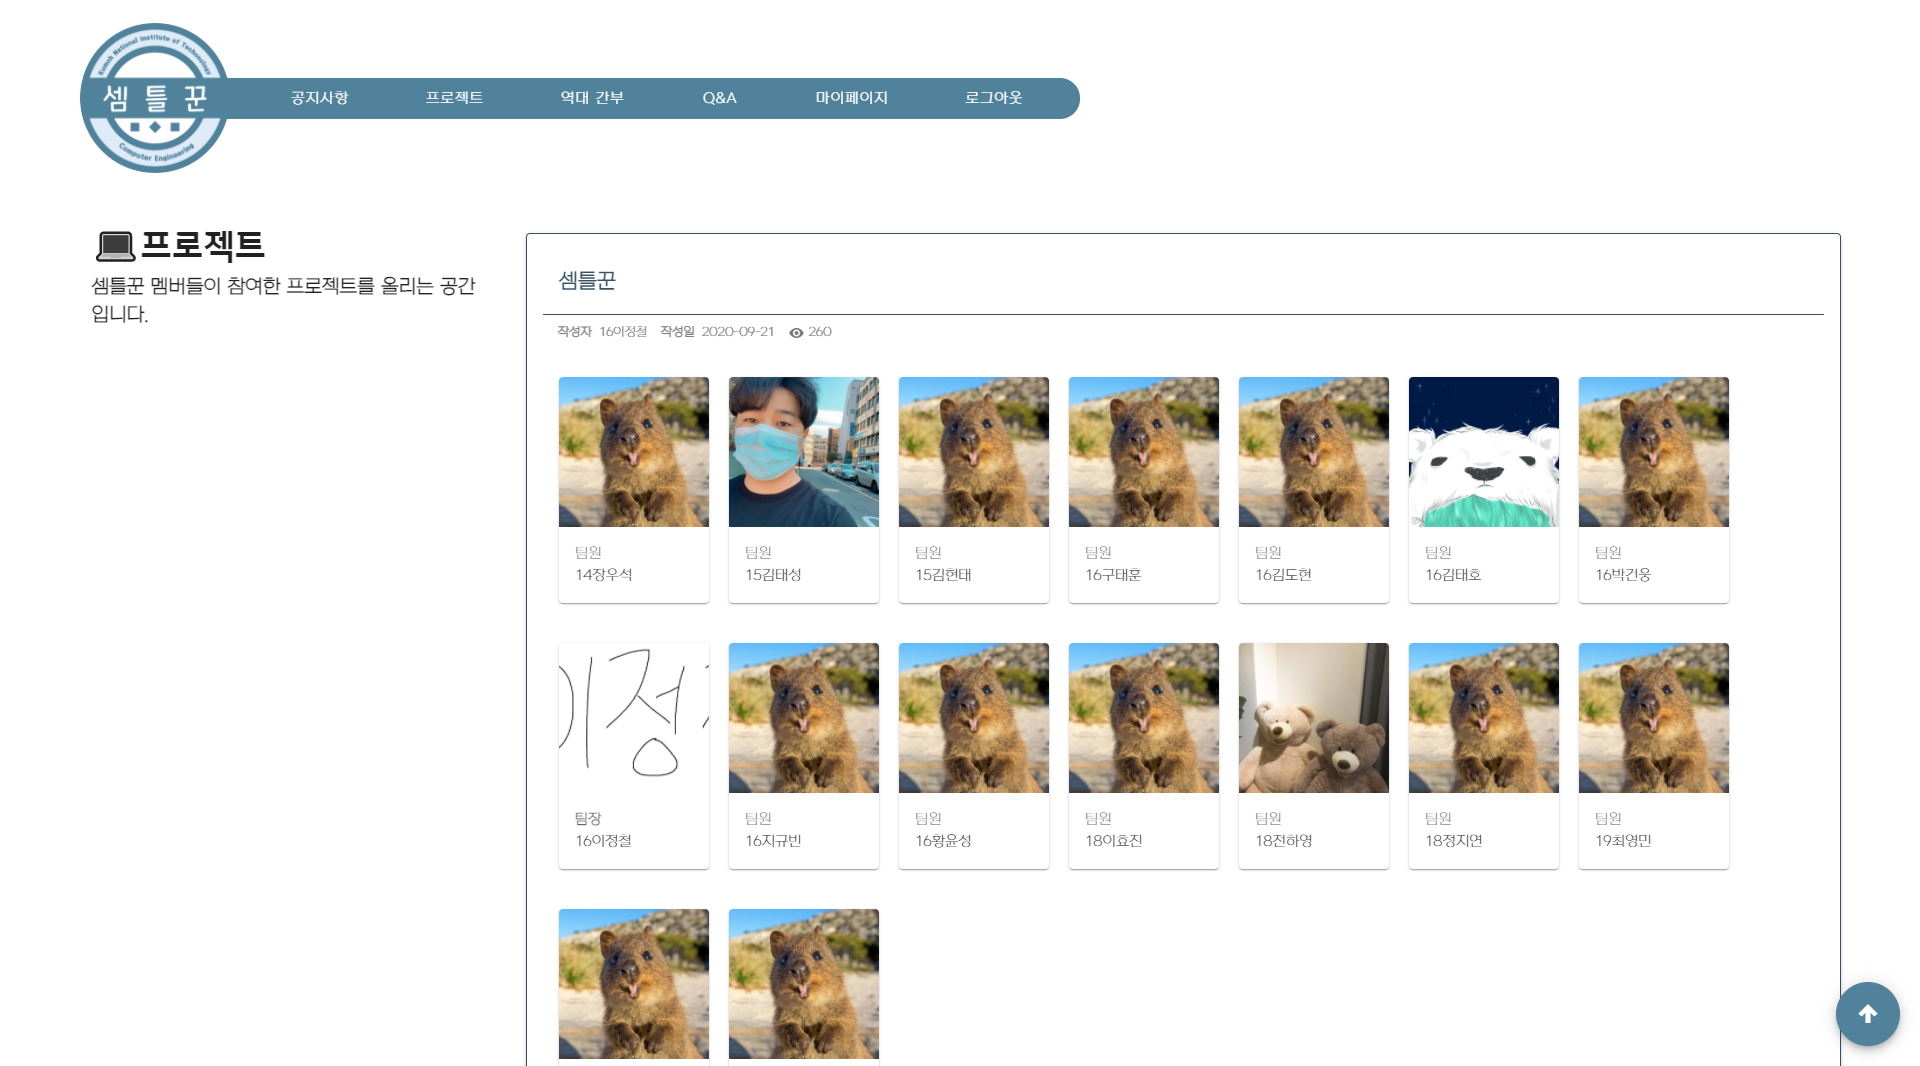 Kumoh National Institute of Technology
셈틀꾼
Computer Engineering
공지사항 프로젝트 역대 간부 Q&A 마이페이지 로그아웃
프로젝트
셈틀꾼 멤버들이 참여한 프로젝트를 올리는 공간
입니다.
셈틀꾼
작성자 16이정철 작성일 2020-09-21 260
팀원 팀원 팀원 팀원 팀원 팀원 팀원
14장우석 15김태성 15김현태 16구태훈 16김도현 16김태호 16박건웅
이정
팀장 팀원 팀원 팀원 팀원 팀원 팀원
16이정철 16지규빈 16황윤성 18이효진 18전하영 18정지연 19최영민